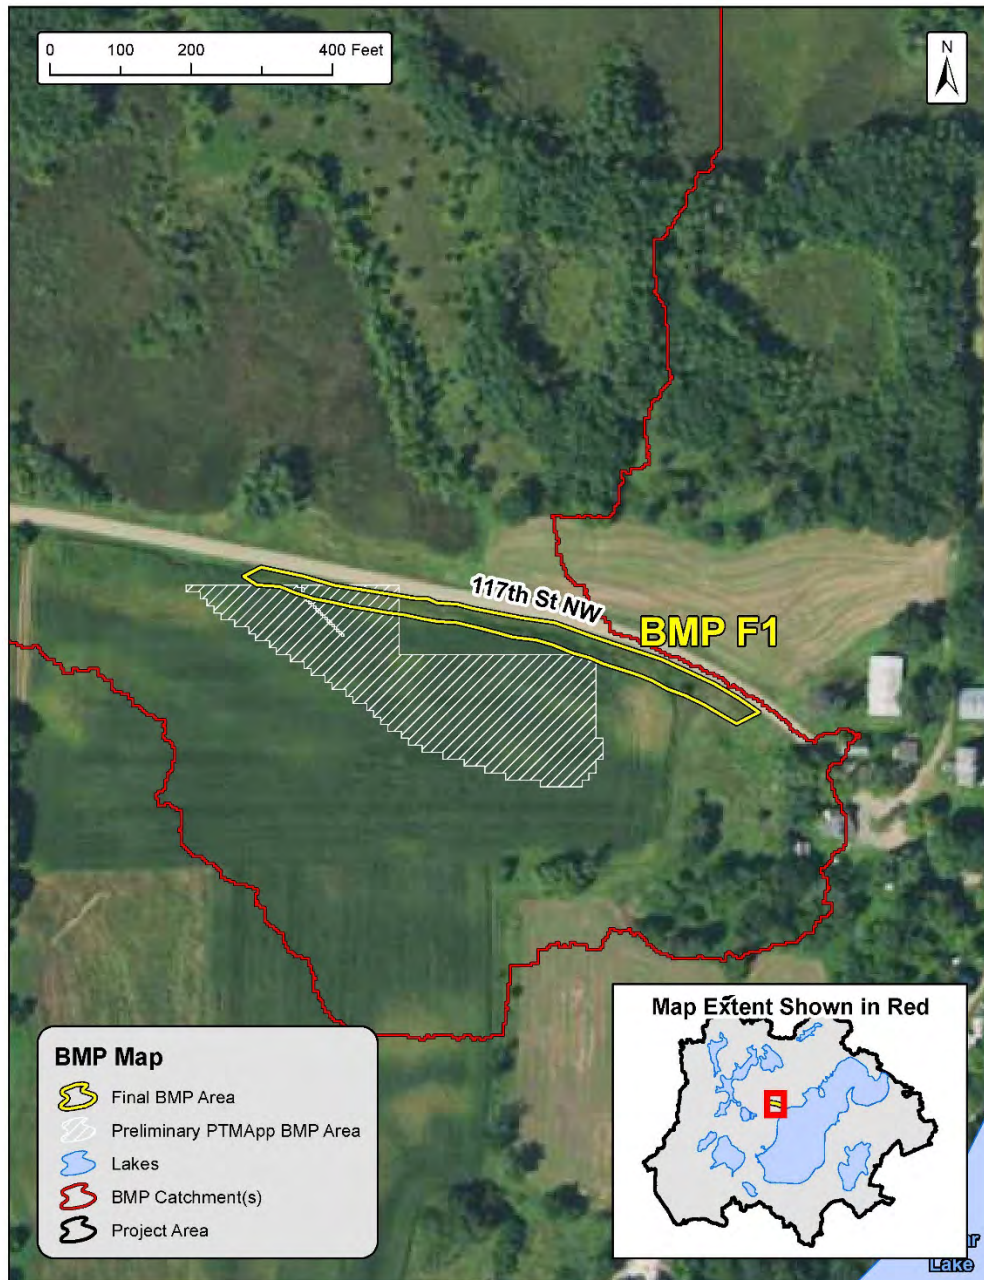 0 100 200 400 Feet
N
117th St NW
BMP F1
Map Extent Shown in Red
BMP Map
Final BMP Area
Preliminary PTMApp BMP Area
Lakes
BMP Catchment(s)
Project Area
Lake